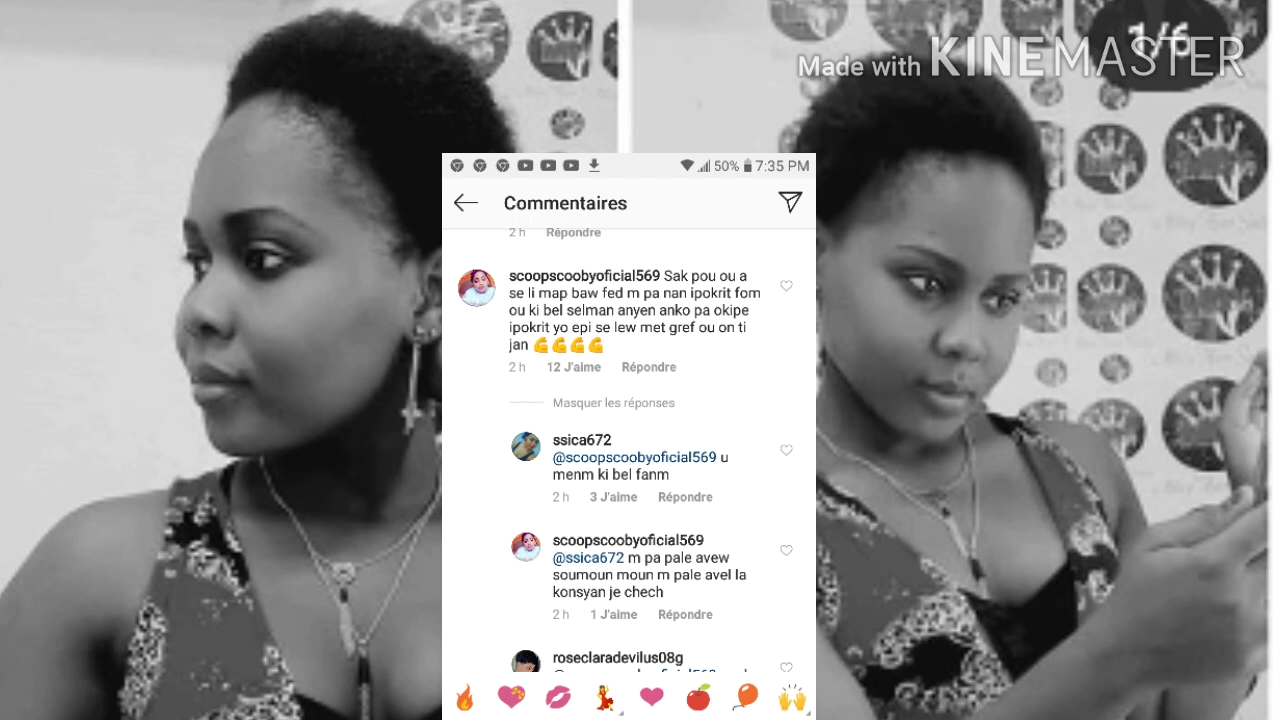 1/6
Made with KINEMASTER
50% 7:35 PM
Commentaires
2 h Répondre
scoopscoobyoficial569 Sak pou ou a
se li map baw fed m pa nan ipokrit fom
ou ki bel selman anyen anko pa okipe
ipokrit yo epi se lew met gref ou on ti
jan 💪💪💪💪
2 h 12 J'aime Répondre
Masquer les réponses
ssica672
@scoopscoobyoficial569 u
menm ki bel fanm
2 h 3 J'aime Répondre
scoopscoobyoficial569
@ssica672 m pa pale avew
soumoun moun m pale avel la
konsyan je chech
2 h 1 J'aime Répondre
roseclaradevilus08g